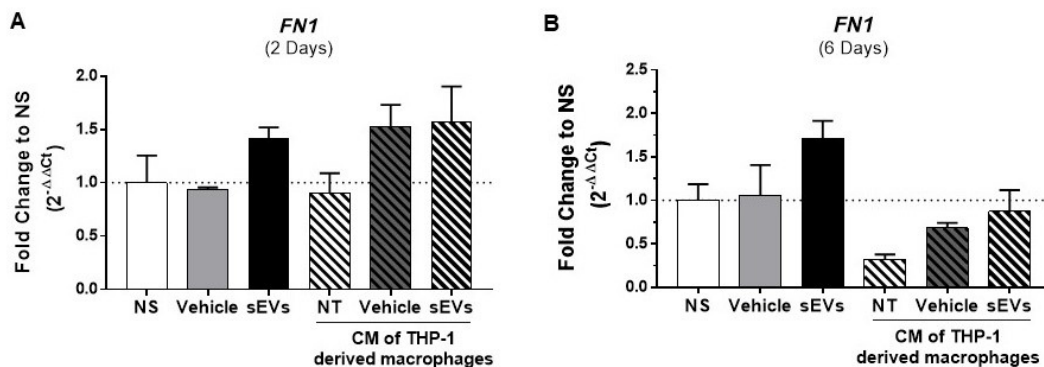 A
FN1
(2 Days)
Fold Change to NS
(2^-Δ ΔCt)
2.0
1.5
1.0
0.5
0.0
NS Vehicle sEVs NT Vehicle sEVs
CM of THP-1
derived macrophages
B
FN1
(6 Days)
Fold Change to NS
(2^-Δ ΔCt)
2.5
2.0
1.5
1.0
0.5
0.0
NS Vehicle sEVs NT Vehicle sEVs
CM of THP-1
derived macrophages